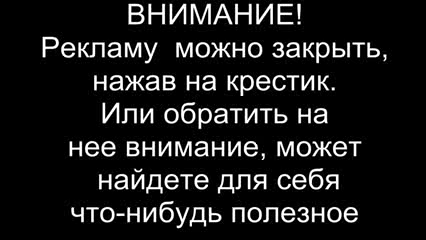 ВНИМАНИЕ!
Рекламу можно закрыть,
нажав на крестик.
Или обратить на
нее внимание, может
найдете для себя
что-нибудь полезное